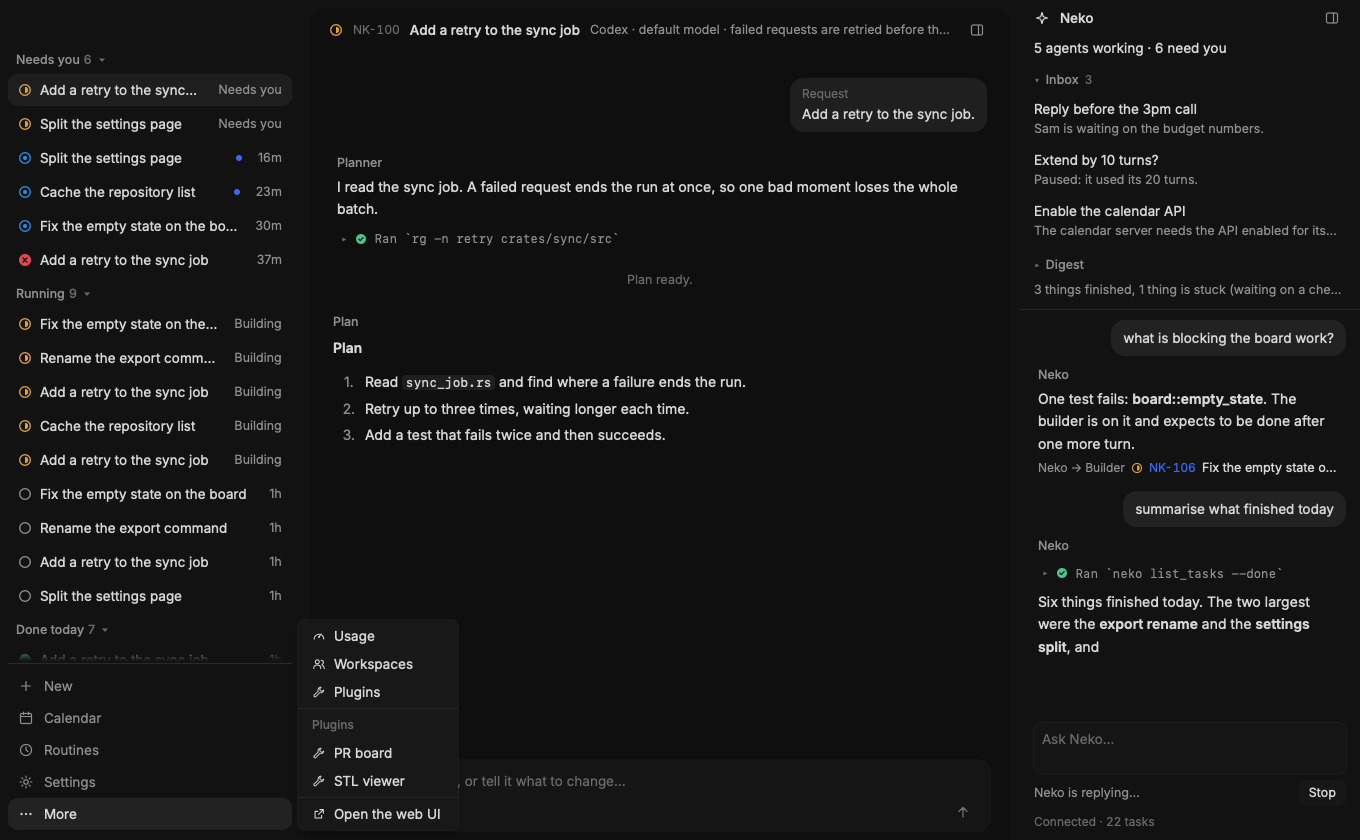 Needs you 6
Add a retry to the sync... Needs you
Split the settings page Needs you
Split the settings page 16m
Cache the repository list 23m
Fix the empty state on the bo... 30m
Add a retry to the sync job 37m
Running 9
Fix the empty state on the... Building
Rename the export comm... Building
Add a retry to the sync job Building
Cache the repository list Building
Add a retry to the sync job Building
Fix the empty state on the board 1h
Rename the export command 1h
Add a retry to the sync job 1h
Split the settings page 1h
Done today 7
Add a retry to the sync job 1h
New
Calendar
Routines
Settings
More
Usage
Workspaces
Plugins
Plugins
PR board
STL viewer
Open the web UI
NK-100 Add a retry to the sync job Codex · default model · failed requests are retried before th...
Request
Add a retry to the sync job.
Planner
I read the sync job. A failed request ends the run at once, so one bad moment loses the whole
batch.
Ran `rg -n retry crates/sync/src`
Plan ready.
Plan
Plan
1. Read sync_job.rs and find where a failure ends the run.
2. Retry up to three times, waiting longer each time.
3. Add a test that fails twice and then succeeds.
, or tell it what to change...
Neko
5 agents working · 6 need you
Inbox 3
Reply before the 3pm call
Sam is waiting on the budget numbers.
Extend by 10 turns?
Paused: it used its 20 turns.
Enable the calendar API
The calendar server needs the API enabled for its...
Digest
3 things finished, 1 thing is stuck (waiting on a che...
what is blocking the board work?
Neko
One test fails: board::empty_state. The
builder is on it and expects to be done after
one more turn.
Neko → Builder NK-106 Fix the empty state o...
summarise what finished today
Neko
Ran `neko list_tasks --done`
Six things finished today. The two largest
were the export rename and the settings
split, and
Ask Neko...
Neko is replying... Stop
Connected · 22 tasks